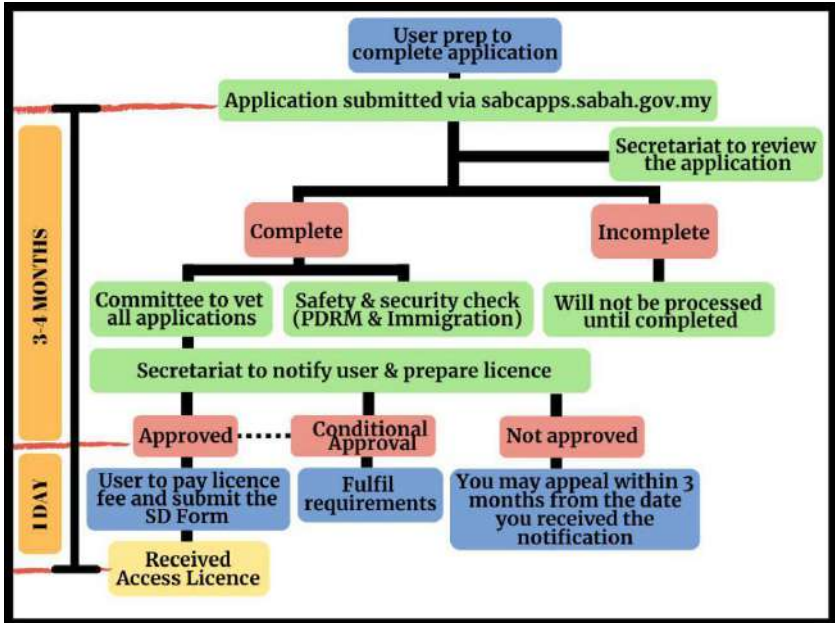 User prep to
complete application
Application submitted via sabcapps.sabah.gov.my
Secretariat to review
the application
Complete
Incomplete
Committee to vet
all applications
Safety & security check
(PDRM & Immigration)
Will not be processed
until completed
Secretariat to notify user & prepare licence
Approved
Conditional
Approval
Not approved
User to pay licence
fee and submit the
SD Form
Fulfil
requirements
You may appeal within 3
months from the date
you received the
notification
Received
Access Licence
3-4 MONTHS
1 DAY